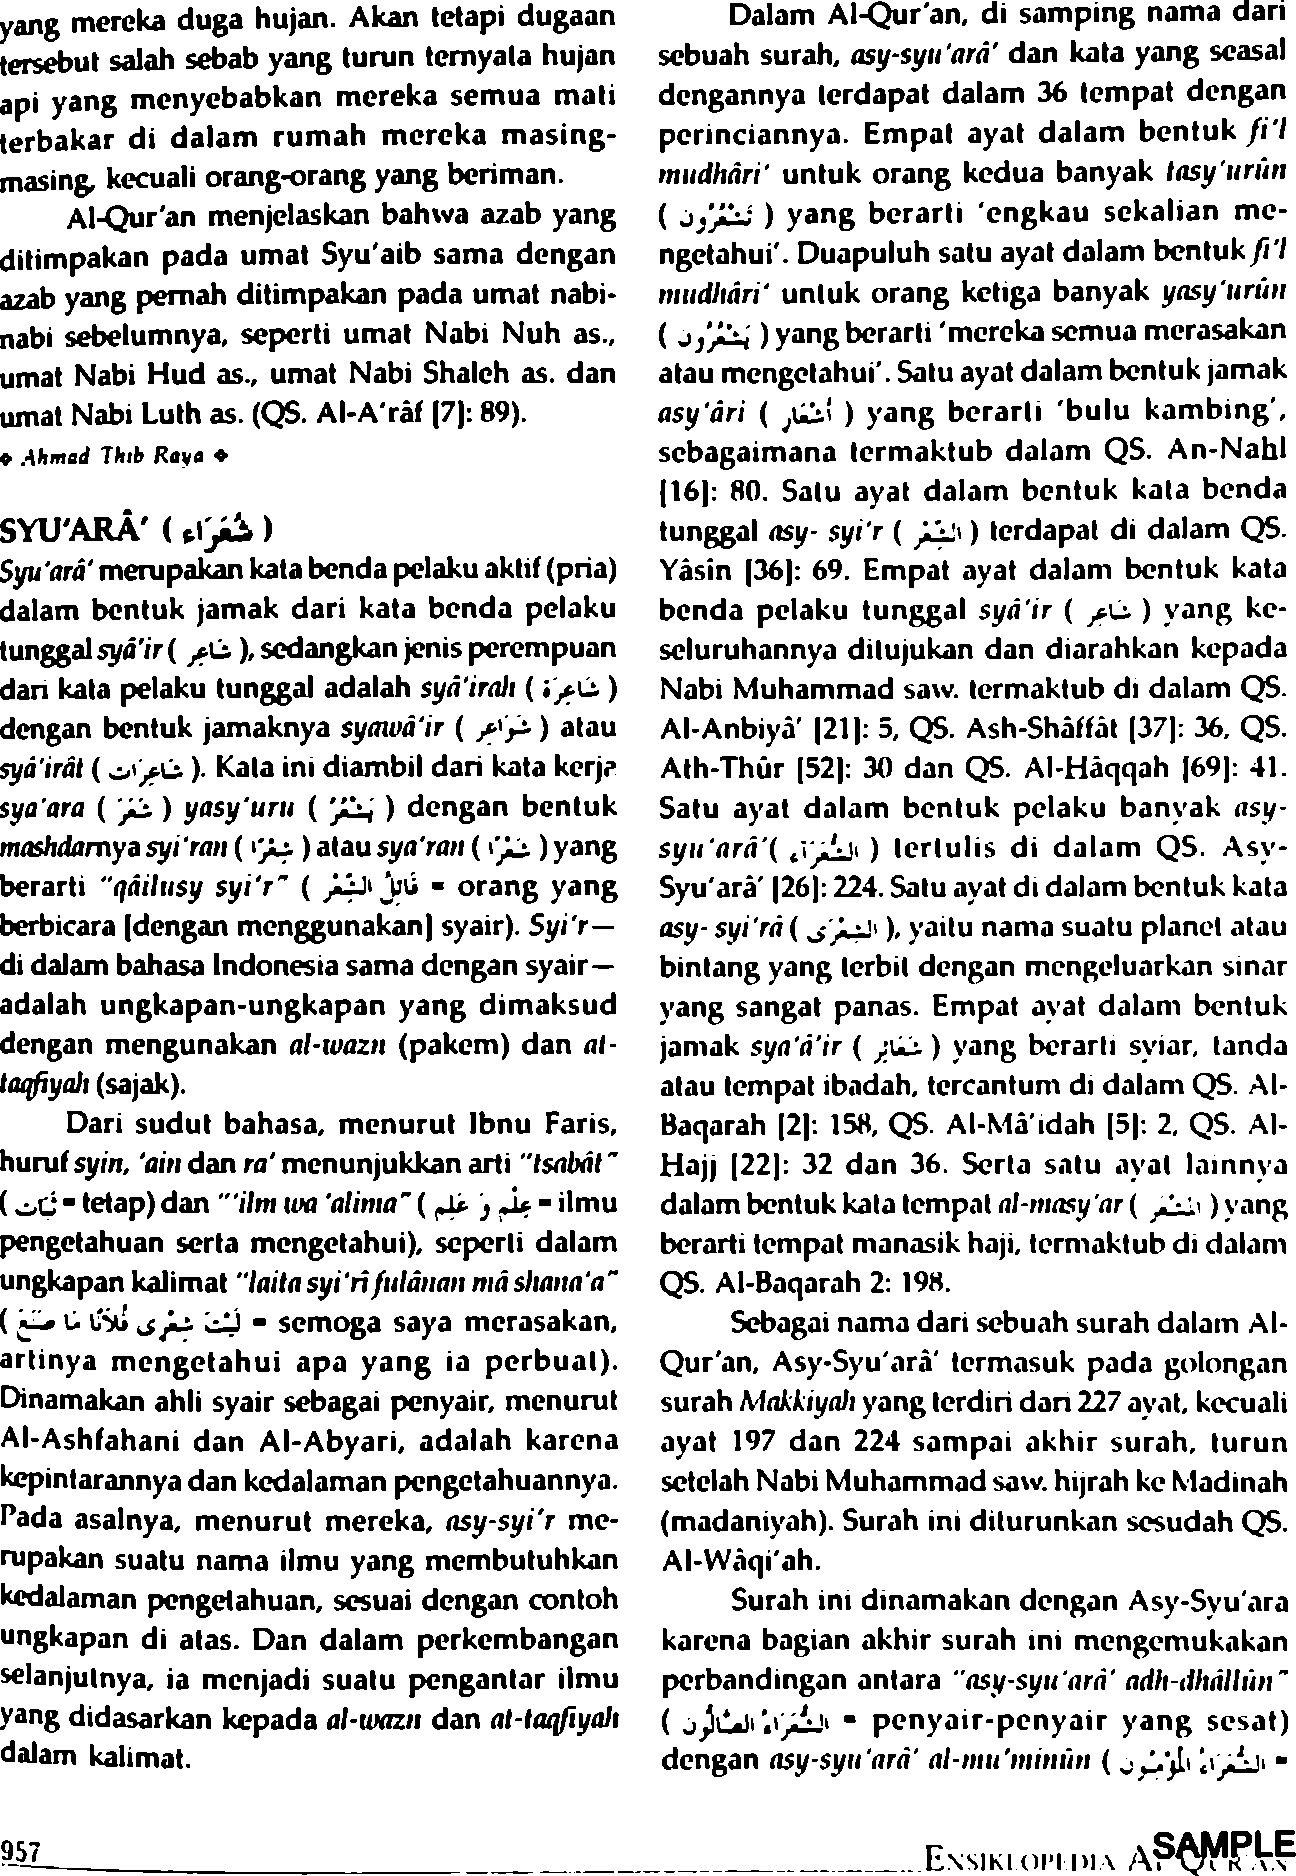 yang mereka duga hujan. Akan tetapi dugaan
tersebut salah sebab yang turun ternyata hujan
api yang menyebabkan mereka semua mati
terbakar di dalam rumah mereka masing-
masing, kecuali orang-orang yang beriman.
Al-Qur'an menjelaskan bahwa azab yang
ditimpakan pada umat Syu'aib sama dengan
azab yang pernah ditimpakan pada umat nabi-
nabi sebelumnya, seperti umat Nabi Nuh as.,
umat Nabi Hud as., umat Nabi Shaleh as. dan
umat Nabi Luth as. (QS. Al-A'râf [7]: 89).
❖ Ahmad Thib Raya ❖
SYU'ARÂ' ( شُعَرَاء )
Syu'arâ' merupakan kata benda pelaku aktif (pria)
dalam bentuk jamak dari kata benda pelaku
tunggal syâ'ir ( شَاعِر ), sedangkan jenis perempuan
dari kata pelaku tunggal adalah syâ'irah ( شَاعِرَة )
dengan bentuk jamaknya syawâ'ir ( شَوَاعِر ) atau
syâ'irât ( شَاعِرَات ). Kata ini diambil dari kata kerja
sya'ara ( شَعَرَ ) yasy'uru ( يَشْعُرُ ) dengan bentuk
mashdarnya syi'ran ( شِعْرًا ) atau sya'ran ( شَعْرًا ) yang
berarti "qâilusy syi'r" ( قَائِلُ الشِّعْر = orang yang
berbicara [dengan menggunakan] syair). Syi'r—
di dalam bahasa Indonesia sama dengan syair—
adalah ungkapan-ungkapan yang dimaksud
dengan mengunakan al-wazn (pakem) dan at-
taqfiyah (sajak).
Dari sudut bahasa, menurut Ibnu Faris,
huruf syin, 'ain dan ra' menunjukkan arti "tsabât"
( ثَبَات = tetap) dan "'ilm wa 'alima" ( عِلْم وَ عَلِمَ = ilmu
pengetahuan serta mengetahui), seperti dalam
ungkapan kalimat "laita syi'rî fulânan mâ shana'a"
( لَيْتَ شِعْرِى فُلَانًا مَا صَنَعَ = semoga saya merasakan,
artinya mengetahui apa yang ia perbuat).
Dinamakan ahli syair sebagai penyair, menurut
Al-Ashfahani dan Al-Abyari, adalah karena
kepintarannya dan kedalaman pengetahuannya.
Pada asalnya, menurut mereka, asy-syi'r me-
rupakan suatu nama ilmu yang membutuhkan
kedalaman pengetahuan, sesuai dengan contoh
ungkapan di atas. Dan dalam perkembangan
selanjutnya, ia menjadi suatu pengantar ilmu
yang didasarkan kepada al-wazn dan at-taqfiyah
dalam kalimat.
Dalam Al-Qur'an, di samping nama dari
sebuah surah, asy-syu'arâ' dan kata yang seasal
dengannya terdapat dalam 36 tempat dengan
perinciannya. Empat ayat dalam bentuk fi'l
mudhâri' untuk orang kedua banyak tasy'urûn
( تَشْعُرُون ) yang berarti 'engkau sekalian me-
ngetahui'. Duapuluh satu ayat dalam bentuk fi'l
mudhâri' untuk orang ketiga banyak yasy'urûn
( يَشْعُرُون ) yang berarti 'mereka semua merasakan
atau mengetahui'. Satu ayat dalam bentuk jamak
asy'âri ( أَشْعَار ) yang berarti 'bulu kambing',
sebagaimana termaktub dalam QS. An-Nahl
[16]: 80. Satu ayat dalam bentuk kata benda
tunggal asy- syi'r ( الشِّعْر ) terdapat di dalam QS.
Yâsîn [36]: 69. Empat ayat dalam bentuk kata
benda pelaku tunggal syâ'ir ( شَاعِر ) yang ke-
seluruhannya ditujukan dan diarahkan kepada
Nabi Muhammad saw. termaktub di dalam QS.
Al-Anbiyâ' [21]: 5, QS. Ash-Shâffât [37]: 36, QS.
Ath-Thûr [52]: 30 dan QS. Al-Hâqqah [69]: 41.
Satu ayat dalam bentuk pelaku banyak asy-
syu'arâ'( الشُّعَرَآء ) tertulis di dalam QS. Asy-
Syu'arâ' [26]: 224. Satu ayat di dalam bentuk kata
asy- syi'râ ( الشِّعْرَى ), yaitu nama suatu planet atau
bintang yang terbit dengan mengeluarkan sinar
yang sangat panas. Empat ayat dalam bentuk
jamak sya'â'ir ( شَعَائِر ) yang berarti syiar, tanda
atau tempat ibadah, tercantum di dalam QS. Al-
Baqarah [2]: 158, QS. Al-Mâ'idah [5]: 2, QS. Al-
Hajj [22]: 32 dan 36. Serta satu ayat lainnya
dalam bentuk kata tempat al-masy'ar ( المَشْعَر ) yang
berarti tempat manasik haji, termaktub di dalam
QS. Al-Baqarah 2: 198.
Sebagai nama dari sebuah surah dalam Al-
Qur'an, Asy-Syu'arâ' termasuk pada golongan
surah Makkiyah yang terdiri dari 227 ayat, kecuali
ayat 197 dan 224 sampai akhir surah, turun
setelah Nabi Muhammad saw. hijrah ke Madinah
(madaniyah). Surah ini diturunkan sesudah QS.
Al-Wâqi'ah.
Surah ini dinamakan dengan Asy-Syu'ara
karena bagian akhir surah ini mengemukakan
perbandingan antara "asy-syu'arâ' adh-dhâllûn"
( الشُّعَرَاءُ الضَّالُّون = penyair-penyair yang sesat)
dengan asy-syu'arâ' al-mu'minûn ( الشُّعَرَاءُ الْمُؤْمِنُون =
957
ENSIKLOPEDIA
SAMPLE